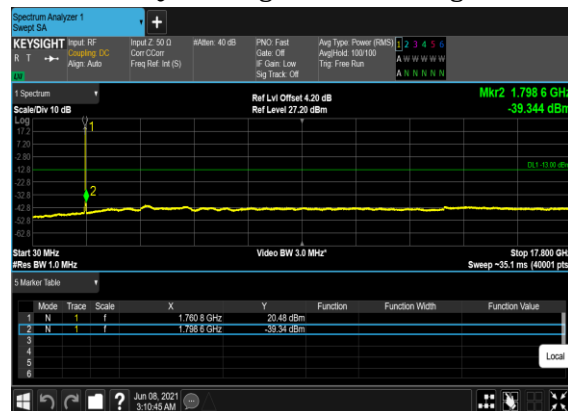 Spectrum Analyzer 1
Swept SA
+
KEYSIGHT Input: RF Input Z: 50 Ω #Atten: 40 dB PNO: Fast Avg Type: Power (RMS) 1 2 3 4 5 6
R T Coupling: DC Corr CCorr Gate: Off Avg|Hold: 100/100 A W W W W W
Align: Auto Freq Ref: Int (S) IF Gain: Low Trig: Free Run
LU Sig Track: Off A N N N N N
1 Spectrum Ref Lvl Offset 4.20 dB Mkr2 1.798 6 GHz
Scale/Div 10 dB Ref Level 27.20 dBm -39.344 dBm
Log
17.2 1
7.20
-2.80
-12.8 DL1 -13.00 dBm
-22.8
-32.8 2
-42.8
-52.8
-62.8
Start 30 MHz Video BW 3.0 MHz* Stop 17.800 GHz
#Res BW 1.0 MHz Sweep ~35.1 ms (40001 pts)
5 Marker Table
Mode Trace Scale X Y Function Function Width Function Value
1 N 1 f 1.760 8 GHz 20.48 dBm
2 N 1 f 1.798 6 GHz -39.34 dBm
3
4
5
6
Local
? Jun 08, 2021
3:10:45 AM